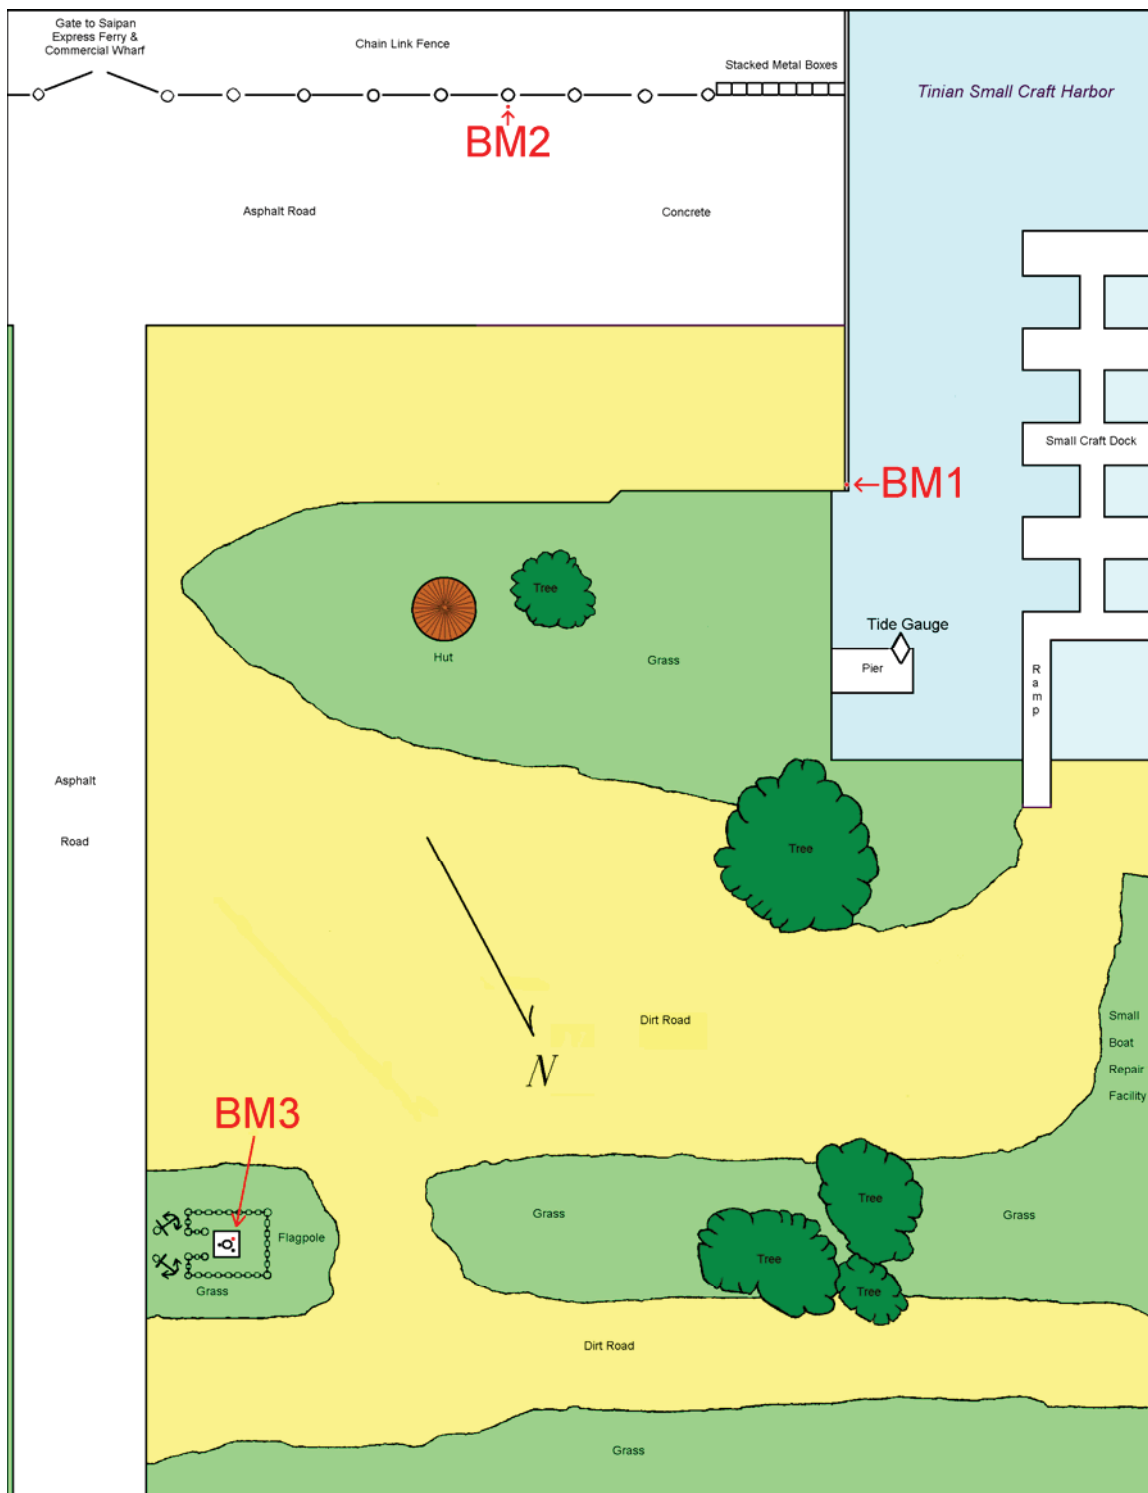 Gate to Saipan
Express Ferry &
Commercial Wharf
Chain Link Fence
Stacked Metal Boxes
Tinian Small Craft Harbor
BM2
Asphalt Road
Concrete
Small Craft Dock
BM1
Tree
Hut
Grass
Tide Gauge
Pier
Ramp
Asphalt
Road
Tree
Dirt Road
N
Small
Boat
Repair
Facility
BM3
Flagpole
Grass
Grass
Tree
Tree
Tree
Grass
Dirt Road
Grass